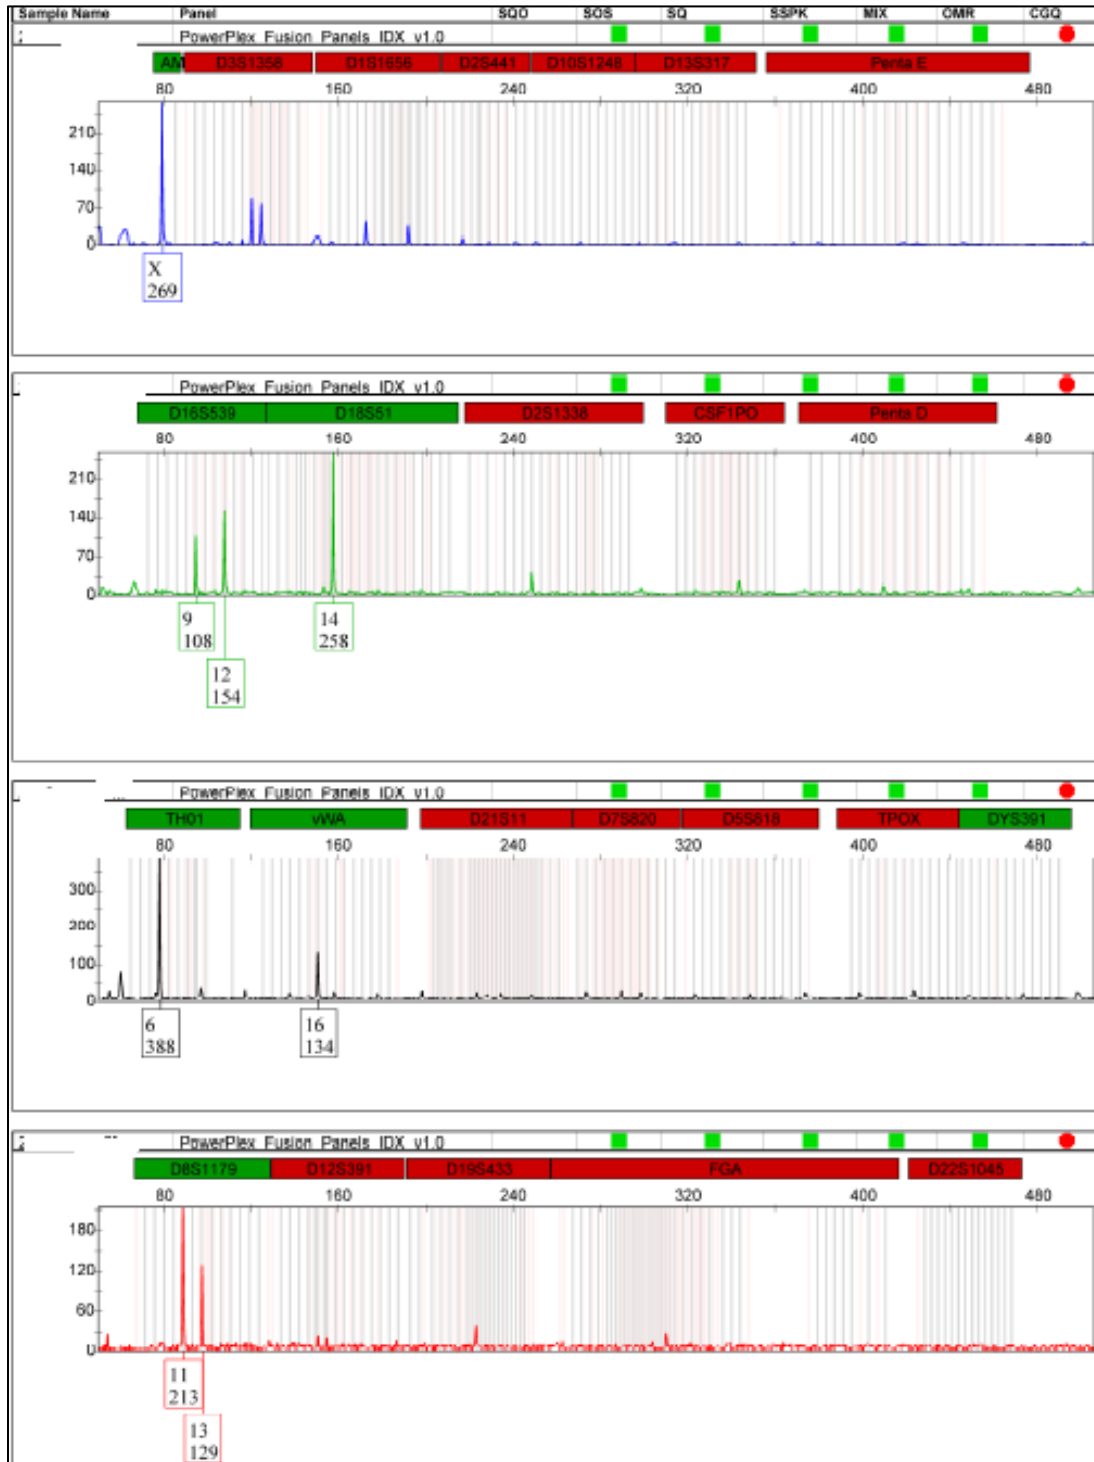 Sample Name Panel SQO SOS SQ SSPK MIX OMR CGQ
PowerPlex_Fusion_Panels_IDX_v1.0
AM D3S1358 D1S1656 D2S441 D10S1248 D13S317 Penta E
80 160 240 320 400 480
210
140
70
0
X
269
PowerPlex_Fusion_Panels_IDX_v1.0
D16S539 D18S51 D2S1338 CSF1PO Penta D
80 160 240 320 400 480
210
140
70
0
9
108
14
258
12
154
PowerPlex_Fusion_Panels_IDX_v1.0
TH01 vWA D21S11 D7S820 D5S818 TPOX DYS391
80 160 240 320 400 480
300
200
100
0
6
388
16
134
PowerPlex_Fusion_Panels_IDX_v1.0
D8S1179 D12S391 D19S433 FGA D22S1045
80 160 240 320 400 480
180
120
60
0
11
213
13
129